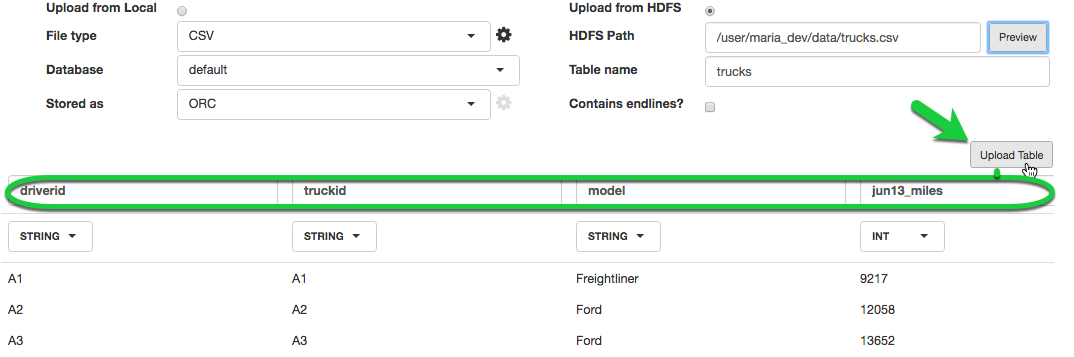 Upload from Local Upload from HDFS
File type CSV HDFS Path /user/maria_dev/data/trucks.csv Preview
Database default Table name trucks
Stored as ORC Contains endlines?
Upload Table
driverid truckid model jun13_miles
STRING STRING STRING INT
A1 A1 Freightliner 9217
A2 A2 Ford 12058
A3 A3 Ford 13652